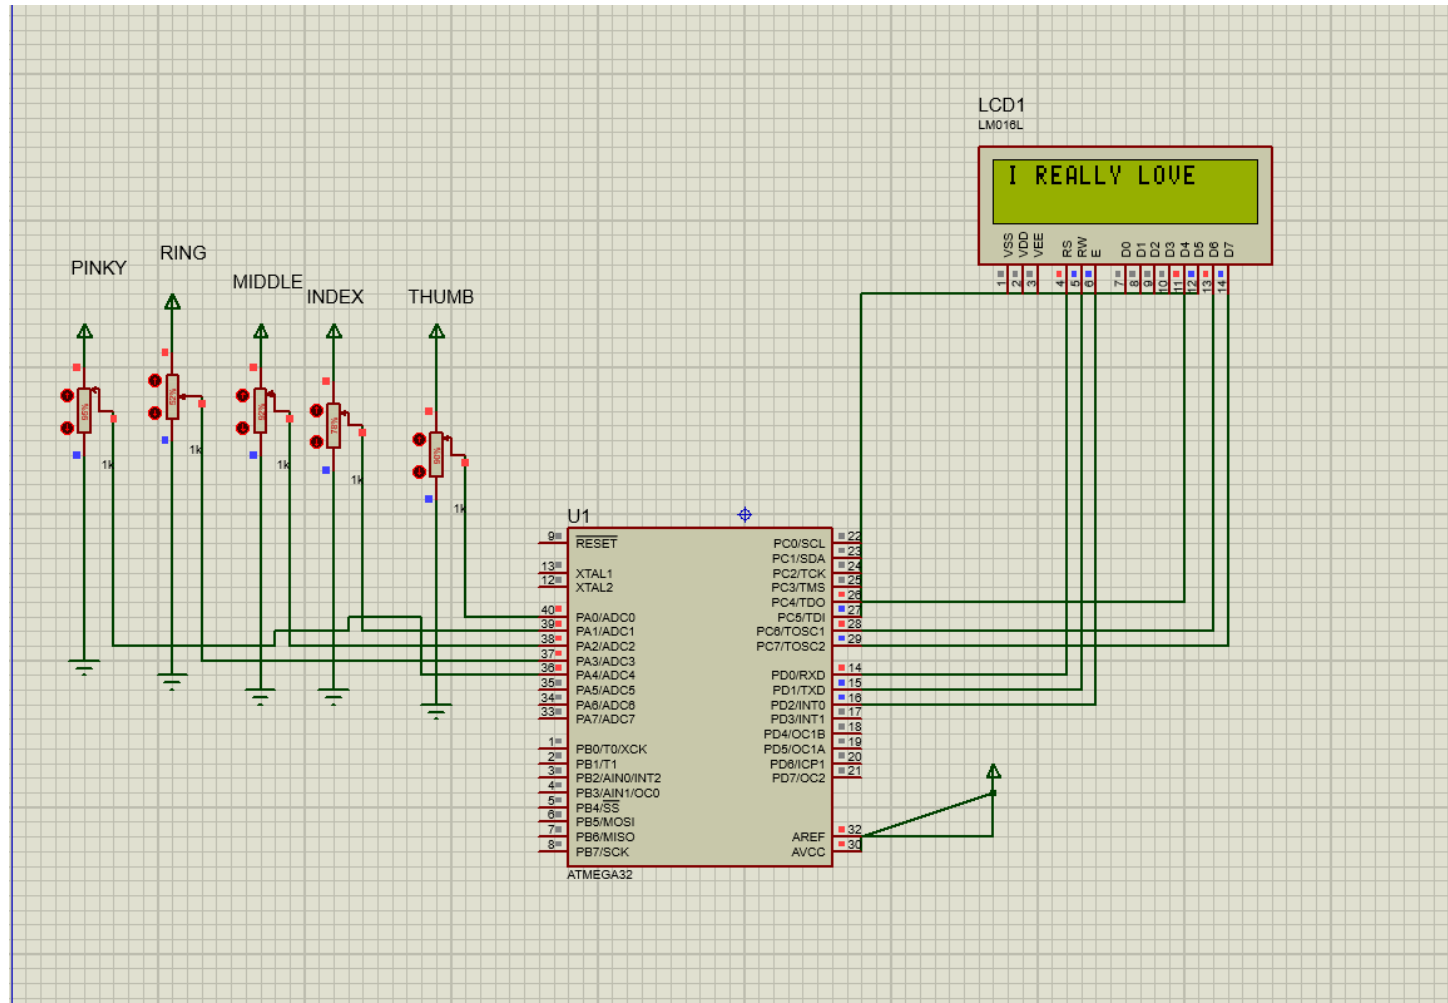 LCD1
LM016L
I REALLY LOVE
VSS VDD VEE RS RW E D0 D1 D2 D3 D4 D5 D6 D7
1 2 3 4 5 6 7 8 9 10 11 12 13 14
PINKY
RING
MIDDLE
INDEX
THUMB
52%
78%
90%
1k
1k
1k
1k
1k
U1
9 RESET
13 XTAL1
12 XTAL2
40 PA0/ADC0
39 PA1/ADC1
38 PA2/ADC2
37 PA3/ADC3
36 PA4/ADC4
35 PA5/ADC5
34 PA6/ADC6
33 PA7/ADC7
1 PB0/T0/XCK
2 PB1/T1
3 PB2/AIN0/INT2
4 PB3/AIN1/OC0
5 PB4/SS
6 PB5/MOSI
7 PB6/MISO
8 PB7/SCK
PC0/SCL 22
PC1/SDA 23
PC2/TCK 24
PC3/TMS 25
PC4/TDO 26
PC5/TDI 27
PC6/TOSC1 28
PC7/TOSC2 29
PD0/RXD 14
PD1/TXD 15
PD2/INT0 16
PD3/INT1 17
PD4/OC1B 18
PD5/OC1A 19
PD6/ICP1 20
PD7/OC2 21
AREF 32
AVCC 30
ATMEGA32